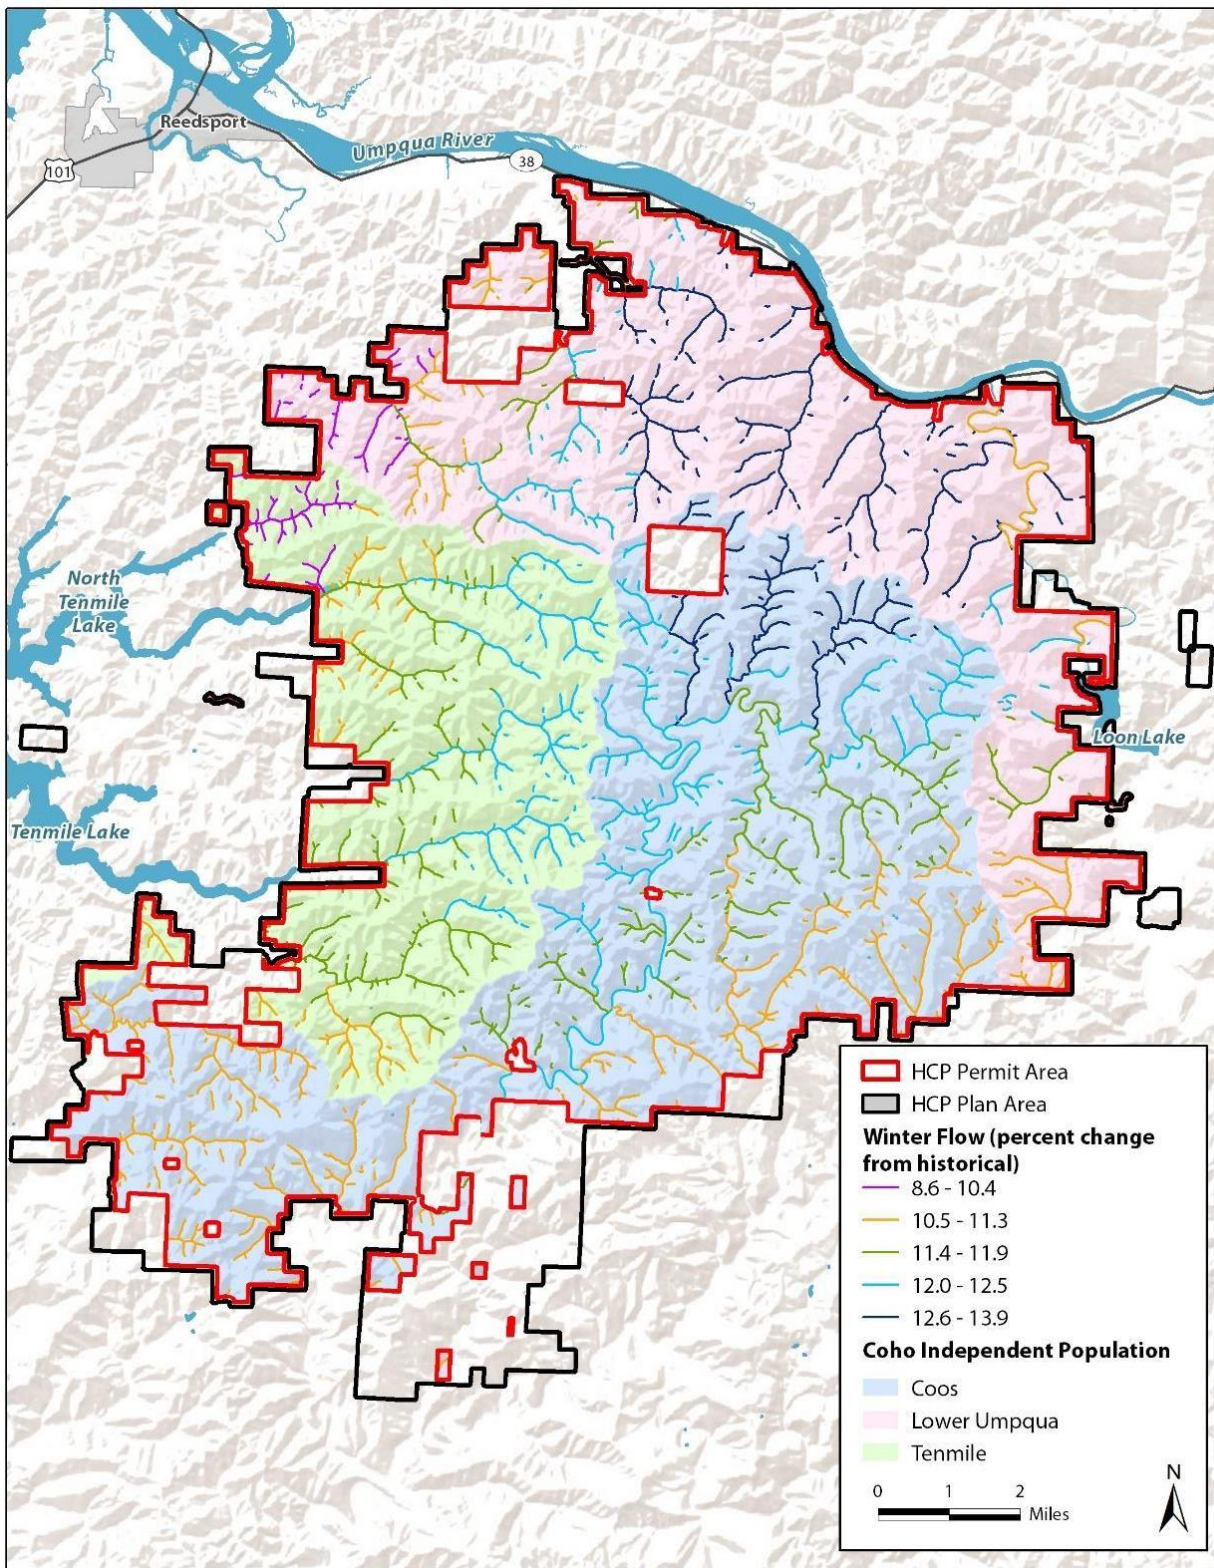 Reedsport
101
Umpqua River
38
North
Tenmile
Lake
Loon Lake
Tenmile Lake
HCP Permit Area
HCP Plan Area
Winter Flow (percent change
from historical)
8.6 - 10.4
10.5 - 11.3
11.4 - 11.9
12.0 - 12.5
12.6 - 13.9
Coho Independent Population
Coos
Lower Umpqua
Tenmile
N
0 1 2
Miles